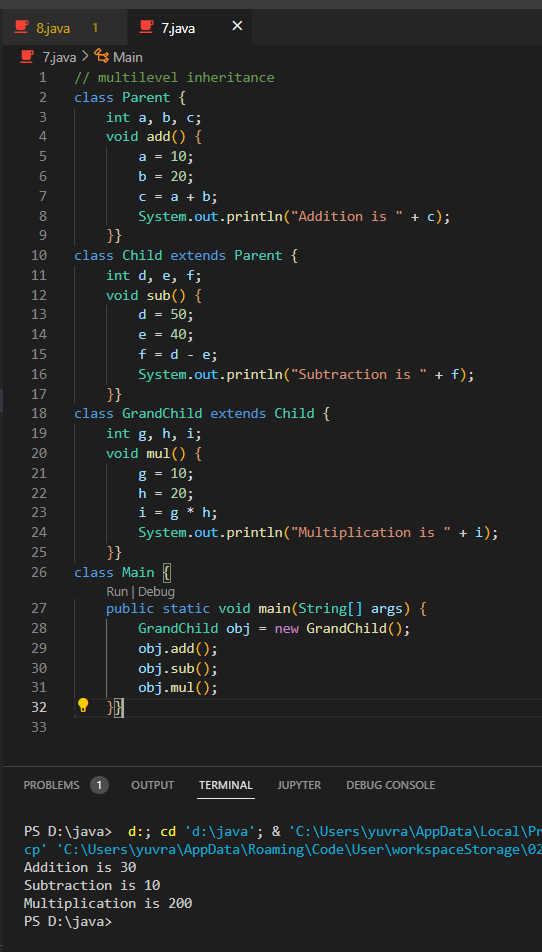 8.java 1 7.java ×
7.java > Main
1 // multilevel inheritance
2 class Parent {
3     int a, b, c;
4     void add() {
5         a = 10;
6         b = 20;
7         c = a + b;
8         System.out.println("Addition is " + c);
9     }}
10 class Child extends Parent {
11     int d, e, f;
12     void sub() {
13         d = 50;
14         e = 40;
15         f = d - e;
16         System.out.println("Subtraction is " + f);
17     }}
18 class GrandChild extends Child {
19     int g, h, i;
20     void mul() {
21         g = 10;
22         h = 20;
23         i = g * h;
24         System.out.println("Multiplication is " + i);
25     }}
26 class Main {
Run | Debug
27     public static void main(String[] args) {
28         GrandChild obj = new GrandChild();
29         obj.add();
30         obj.sub();
31         obj.mul();
32     }}
33
PROBLEMS 1 OUTPUT TERMINAL JUPYTER DEBUG CONSOLE
PS D:\java>  d:; cd 'd:\java'; & 'C:\Users\yuvra\AppData\Local\Pr
cp' 'C:\Users\yuvra\AppData\Roaming\Code\User\workspaceStorage\02
Addition is 30
Subtraction is 10
Multiplication is 200
PS D:\java>